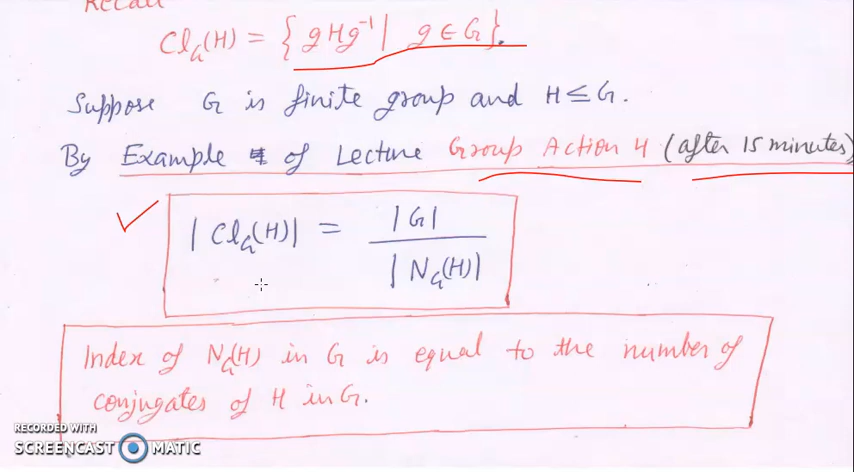 Recall
Cl_G(H) = { gHg⁻¹ | g ∈ G}.
Suppose G is finite group and H ≤ G.
By Example of Lecture Group Action 4 (after 15 minutes)
| Cl_G(H)| = |G| / | N_G(H)|
Index of N_G(H) in G is equal to the number of
conjugates of H in G.
RECORDED WITH
SCREENCAST MATIC